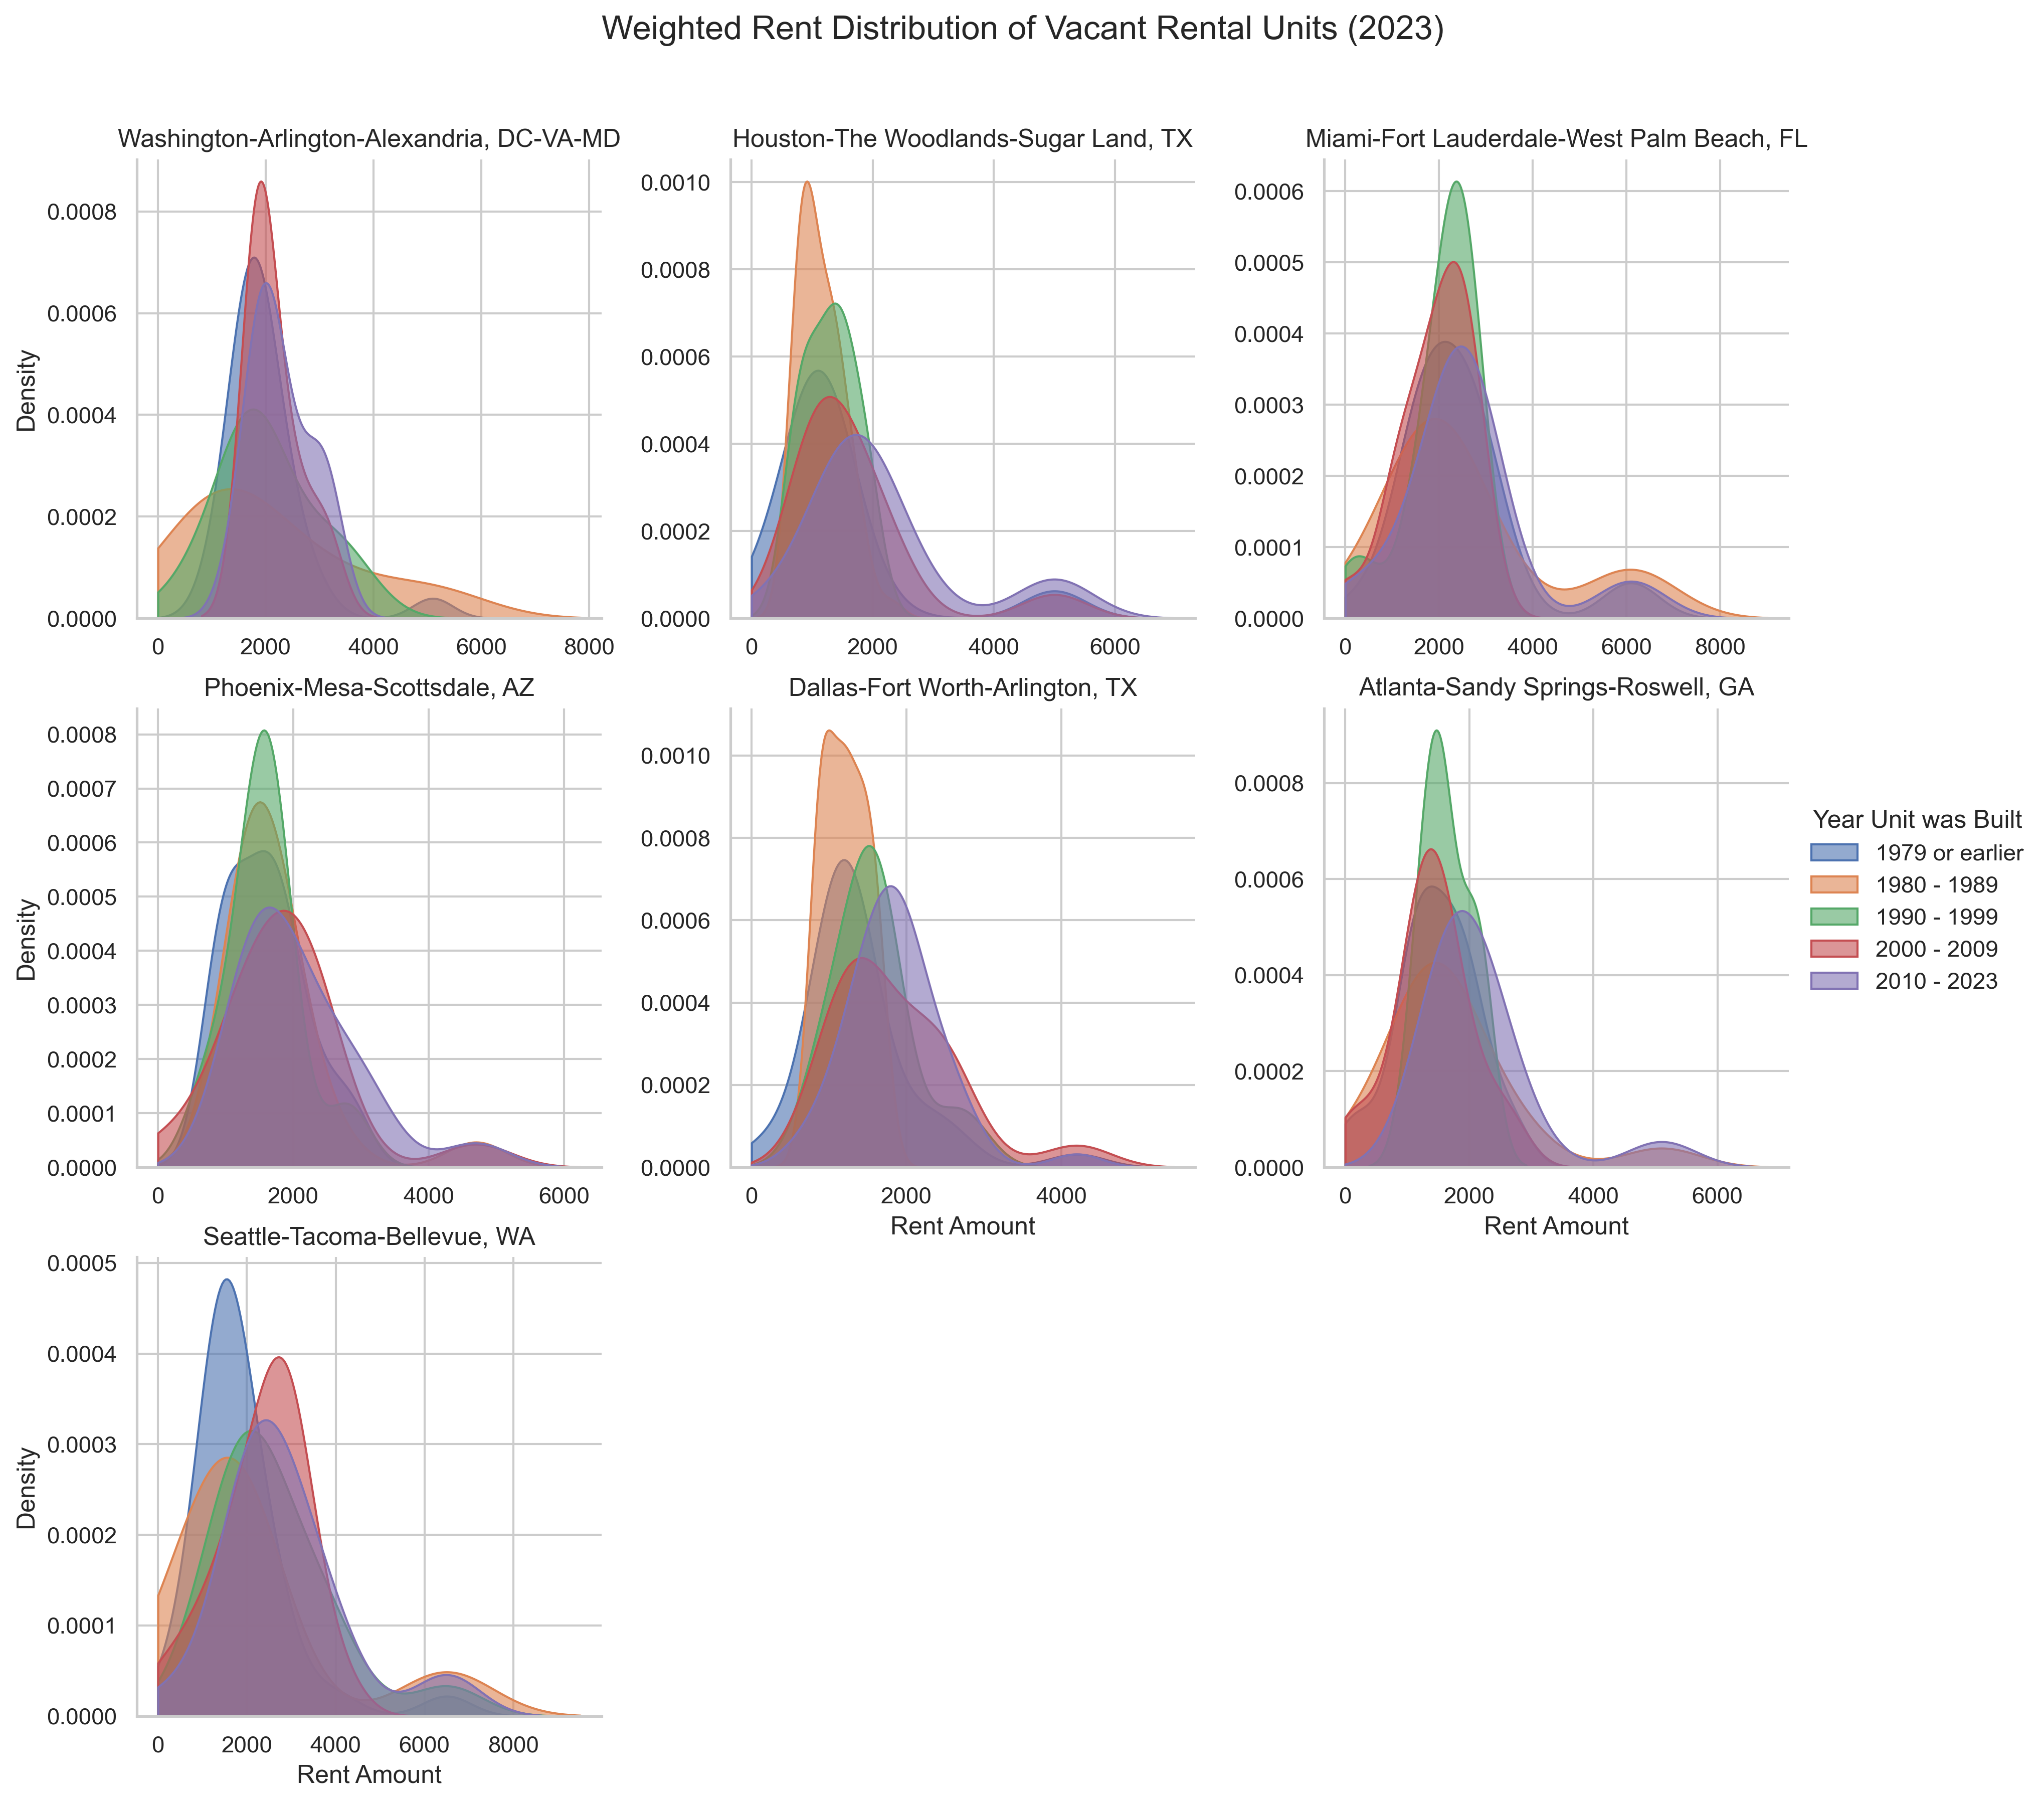 Weighted Rent Distribution of Vacant Rental Units (2023)
Washington-Arlington-Alexandria, DC-VA-MD
Density
0.0008
0.0006
0.0004
0.0002
0.0000
0 2000 4000 6000 8000
Houston-The Woodlands-Sugar Land, TX
0.0010
0.0008
0.0006
0.0004
0.0002
0.0000
0 2000 4000 6000
Miami-Fort Lauderdale-West Palm Beach, FL
0.0006
0.0005
0.0004
0.0003
0.0002
0.0001
0.0000
0 2000 4000 6000 8000
Phoenix-Mesa-Scottsdale, AZ
Density
0.0008
0.0007
0.0006
0.0005
0.0004
0.0003
0.0002
0.0001
0.0000
0 2000 4000 6000
Dallas-Fort Worth-Arlington, TX
0.0010
0.0008
0.0006
0.0004
0.0002
0.0000
0 2000 4000
Rent Amount
Atlanta-Sandy Springs-Roswell, GA
0.0008
0.0006
0.0004
0.0002
0.0000
0 2000 4000 6000
Rent Amount
Year Unit was Built
1979 or earlier
1980 - 1989
1990 - 1999
2000 - 2009
2010 - 2023
Seattle-Tacoma-Bellevue, WA
Density
0.0005
0.0004
0.0003
0.0002
0.0001
0.0000
0 2000 4000 6000 8000
Rent Amount